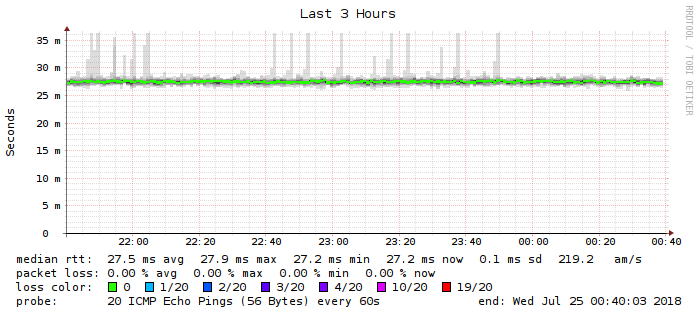 Last 3 Hours
RRDTOOL / TOBI OETIKER
Seconds
35 m
30 m
25 m
20 m
15 m
10 m
5 m
0
22:00 22:20 22:40 23:00 23:20 23:40 00:00 00:20 00:40
median rtt: 27.5 ms avg 27.9 ms max 27.2 ms min 27.2 ms now 0.1 ms sd 219.2 am/s
packet loss: 0.00 % avg 0.00 % max 0.00 % min 0.00 % now
loss color: 0 1/20 2/20 3/20 4/20 10/20 19/20
probe: 20 ICMP Echo Pings (56 Bytes) every 60s end: Wed Jul 25 00:40:03 2018